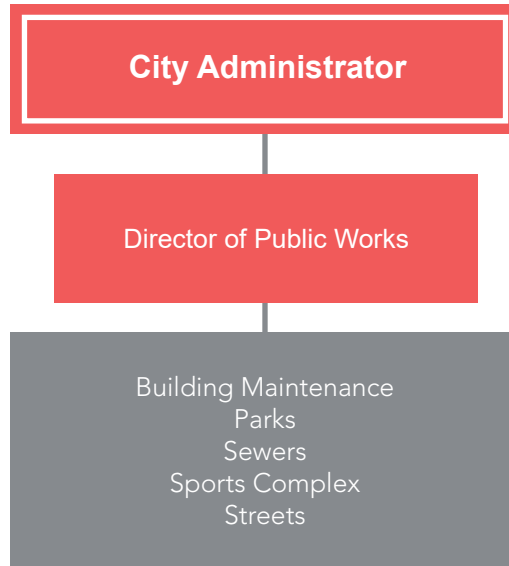 City Administrator
Director of Public Works
Building Maintenance
Parks
Sewers
Sports Complex
Streets